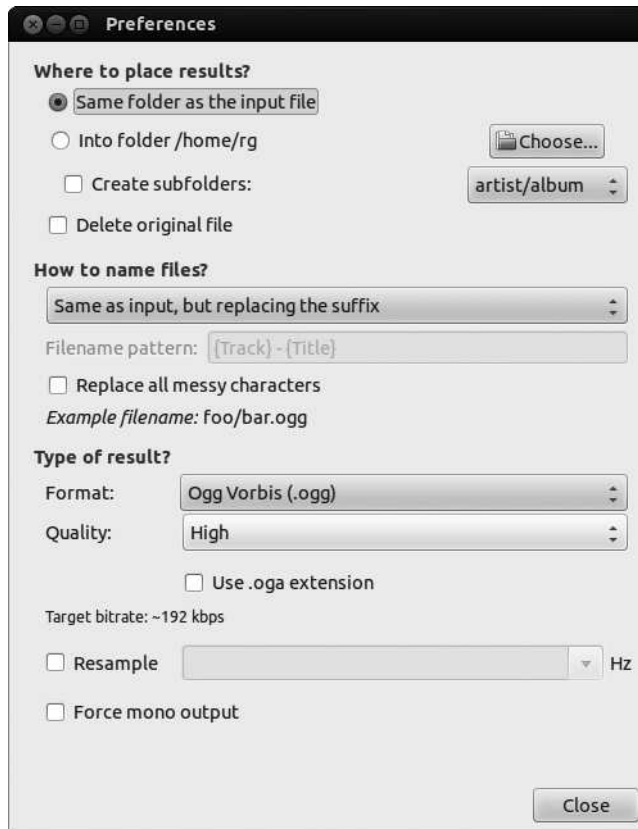 Preferences
Where to place results?
Same folder as the input file
Into folder /home/rg Choose...
Create subfolders: artist/album
Delete original file
How to name files?
Same as input, but replacing the suffix
Filename pattern: {Track} - {Title}
Replace all messy characters
Example filename: foo/bar.ogg
Type of result?
Format: Ogg Vorbis (.ogg)
Quality: High
Use .oga extension
Target bitrate: ~192 kbps
Resample Hz
Force mono output
Close